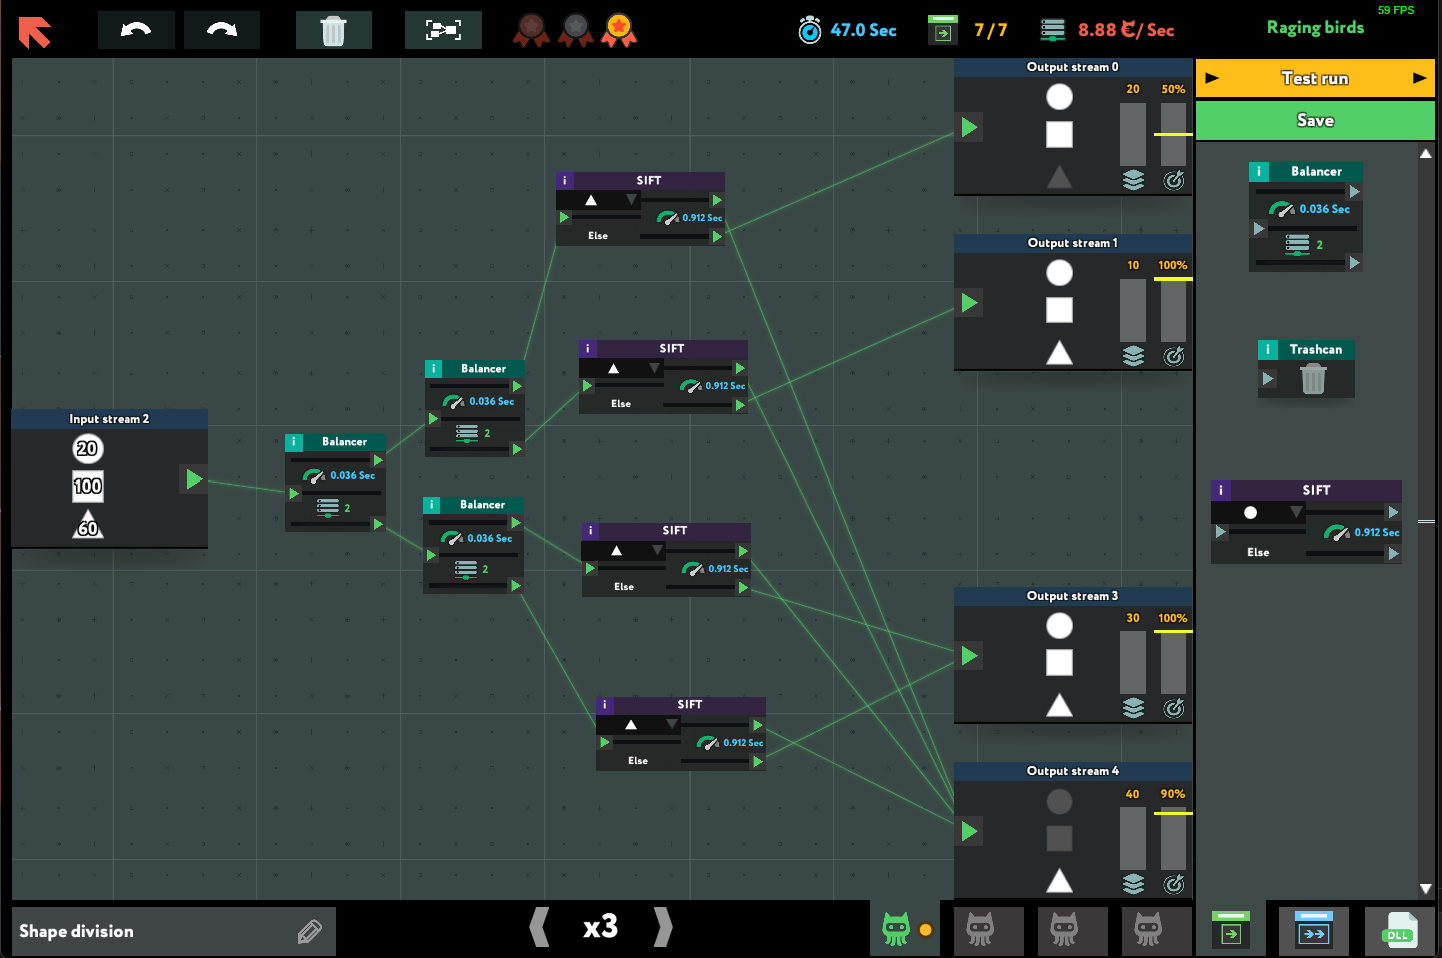 59 FPS
47.0 Sec
7/7
8.88 €/Sec
Raging birds
Test run
Save
Output stream 0
20 50%
Output stream 1
10 100%
Output stream 3
30 100%
Output stream 4
40 90%
Input stream 2
20
100
60
Balancer
0.036 Sec
2
Balancer
0.036 Sec
2
Balancer
0.036 Sec
2
SIFT
0.912 Sec
Else
SIFT
0.912 Sec
Else
SIFT
0.912 Sec
Else
SIFT
0.912 Sec
Else
Balancer
0.036 Sec
2
Trashcan
SIFT
0.912 Sec
Else
Shape division
x3
DLL